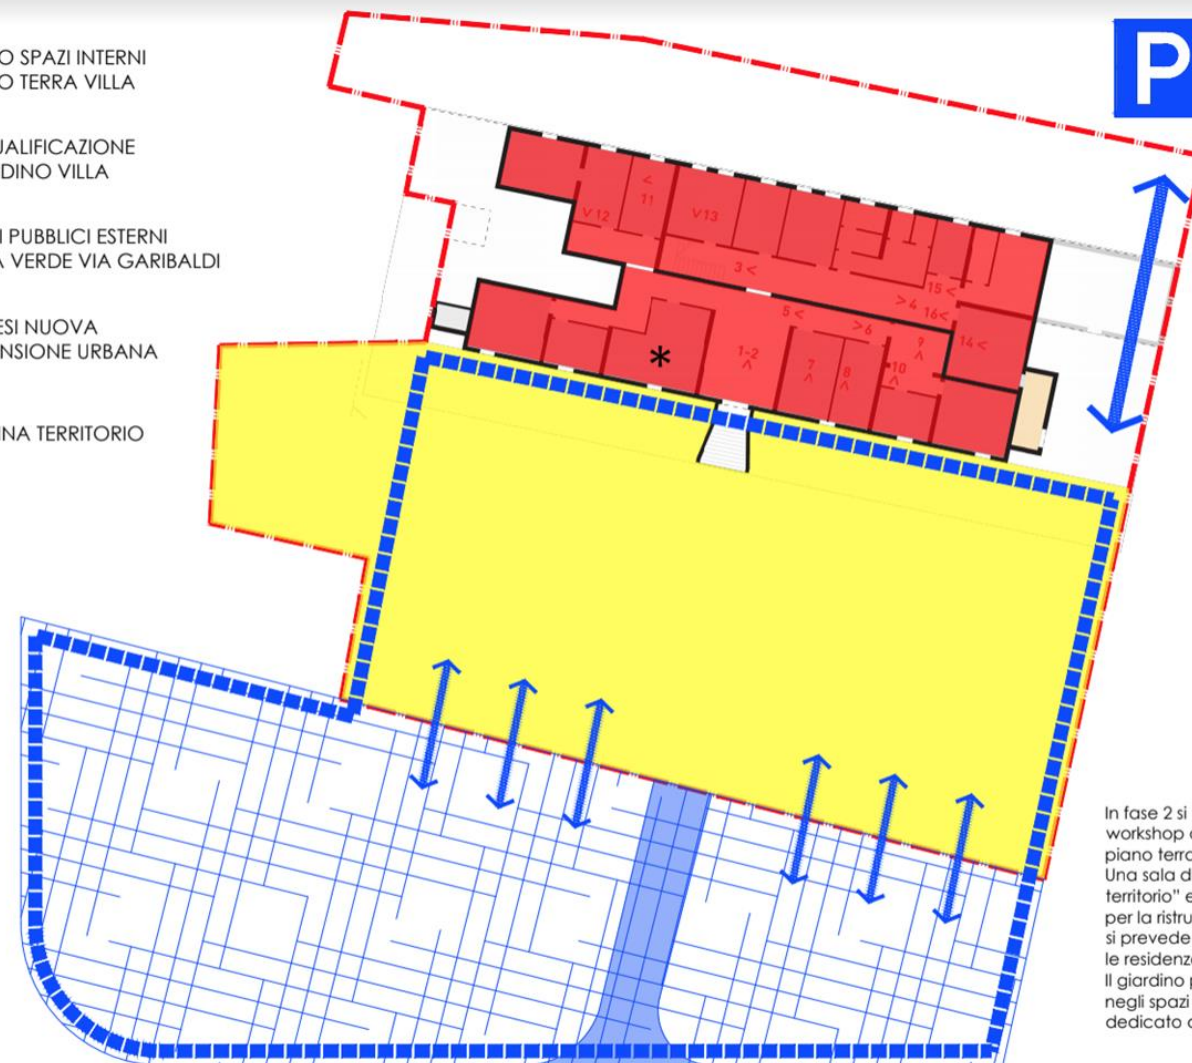 O SPAZI INTERNI
O TERRA VILLA
UALIFICAZIONE
DINO VILLA
I PUBBLICI ESTERNI
A VERDE VIA GARIBALDI
ESI NUOVA
ENSIONE URBANA
NA TERRITORIO
P
11
V 12
V13
3 <
15 <
>4 16<
5 <
>6
9
14 <
*
1-2
7
8
10
In fase 2 si
workshop
piano terra
Una sala d
territorio" e
per la ristru
si prevede
le residenze
Il giardino p
negli spazi
dedicato